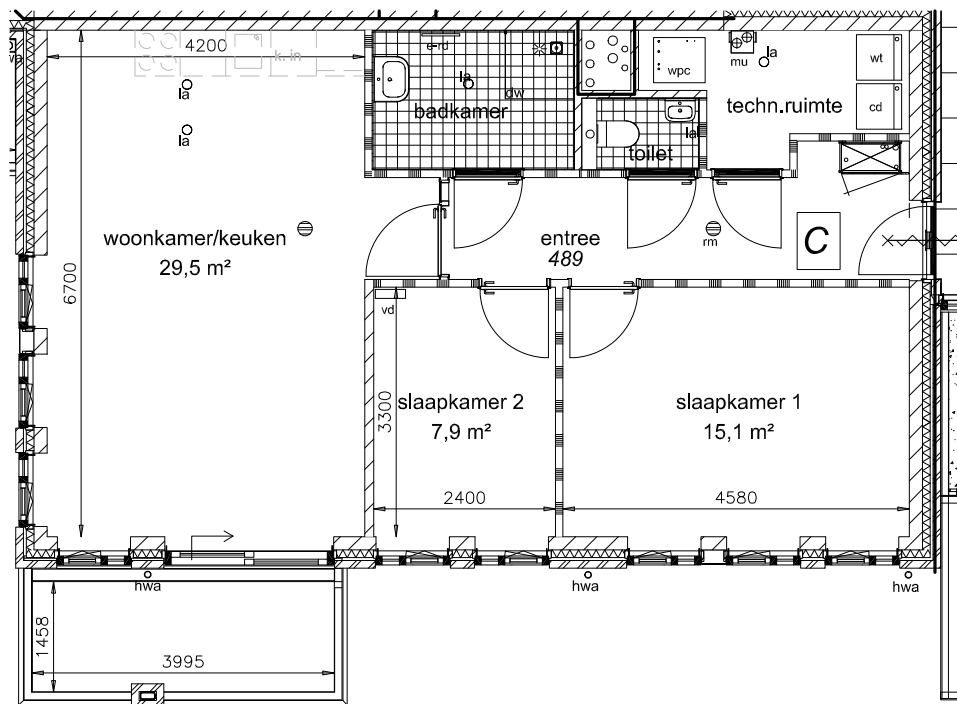 4200
k. in
e-rd
la
la
la
dw
badkamer
wpc
mu
la
wt
cd
techn.ruimte
la
toilet
woonkamer/keuken
29,5 m²
6700
entree
489
rm
C
vd
3300
slaapkamer 2
7,9 m²
2400
slaapkamer 1
15,1 m²
4580
hwa
hwa
hwa
1458
3995